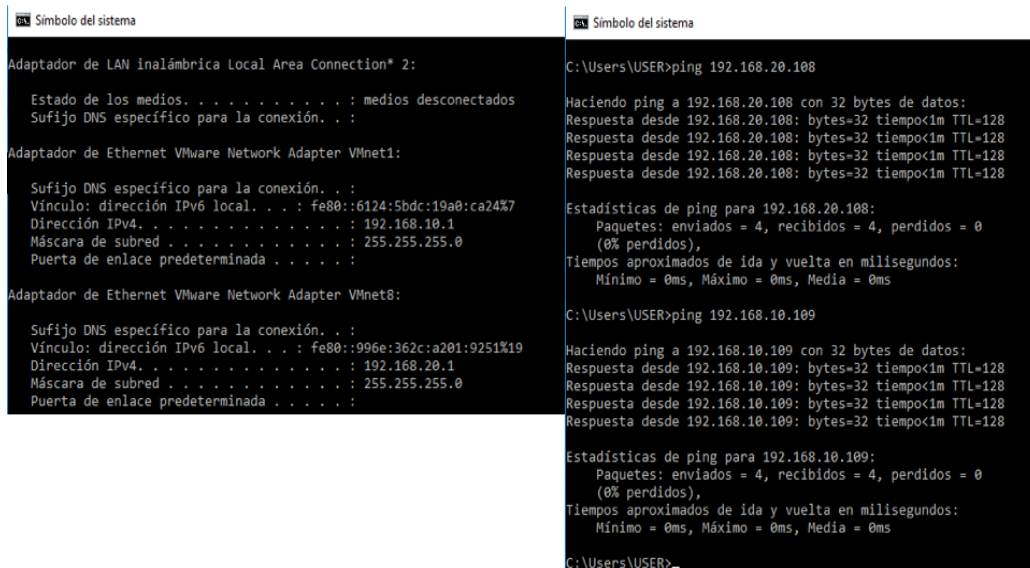 Símbolo del sistema
Adaptador de LAN inalámbrica Local Area Connection* 2:
Estado de los medios. . . . . . . . . . . : medios desconectados
Sufijo DNS específico para la conexión. . :
Adaptador de Ethernet VMware Network Adapter VMnet1:
Sufijo DNS específico para la conexión. . :
Vínculo: dirección IPv6 local. . . : fe80::6124:5bdc:19a0:ca24%7
Dirección IPv4. . . . . . . . . . . . . . : 192.168.10.1
Máscara de subred . . . . . . . . . . . . : 255.255.255.0
Puerta de enlace predeterminada . . . . . :
Adaptador de Ethernet VMware Network Adapter VMnet8:
Sufijo DNS específico para la conexión. . :
Vínculo: dirección IPv6 local. . . : fe80::996e:362c:a201:9251%19
Dirección IPv4. . . . . . . . . . . . . . : 192.168.20.1
Máscara de subred . . . . . . . . . . . . : 255.255.255.0
Puerta de enlace predeterminada . . . . . :
Símbolo del sistema
C:\Users\USER>ping 192.168.20.108
Haciendo ping a 192.168.20.108 con 32 bytes de datos:
Respuesta desde 192.168.20.108: bytes=32 tiempo<1m TTL=128
Respuesta desde 192.168.20.108: bytes=32 tiempo<1m TTL=128
Respuesta desde 192.168.20.108: bytes=32 tiempo<1m TTL=128
Respuesta desde 192.168.20.108: bytes=32 tiempo<1m TTL=128
Estadísticas de ping para 192.168.20.108:
Paquetes: enviados = 4, recibidos = 4, perdidos = 0
(0% perdidos),
Tiempos aproximados de ida y vuelta en milisegundos:
Mínimo = 0ms, Máximo = 0ms, Media = 0ms
C:\Users\USER>ping 192.168.10.109
Haciendo ping a 192.168.10.109 con 32 bytes de datos:
Respuesta desde 192.168.10.109: bytes=32 tiempo<1m TTL=128
Respuesta desde 192.168.10.109: bytes=32 tiempo<1m TTL=128
Respuesta desde 192.168.10.109: bytes=32 tiempo<1m TTL=128
Respuesta desde 192.168.10.109: bytes=32 tiempo<1m TTL=128
Estadísticas de ping para 192.168.10.109:
Paquetes: enviados = 4, recibidos = 4, perdidos = 0
(0% perdidos),
Tiempos aproximados de ida y vuelta en milisegundos:
Mínimo = 0ms, Máximo = 0ms, Media = 0ms
C:\Users\USER>_